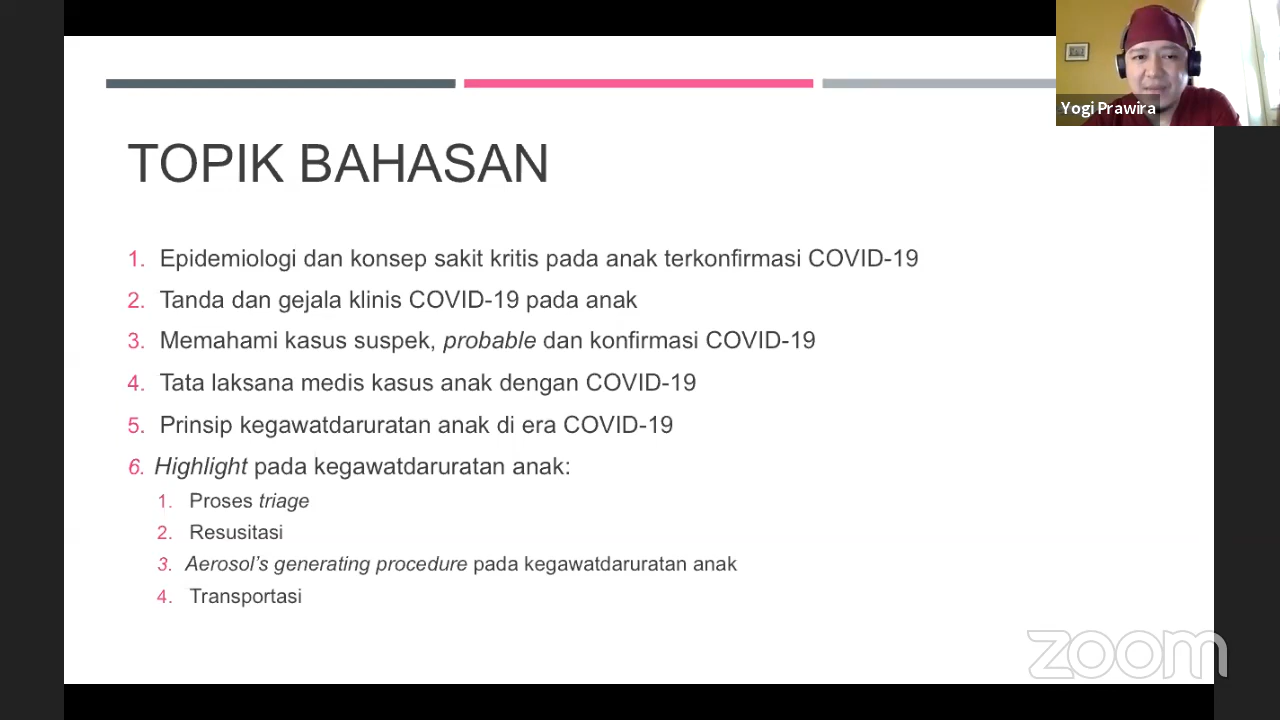 Yogi Prawira
TOPIK BAHASAN
1. Epidemiologi dan konsep sakit kritis pada anak terkonfirmasi COVID-19
2. Tanda dan gejala klinis COVID-19 pada anak
3. Memahami kasus suspek, probable dan konfirmasi COVID-19
4. Tata laksana medis kasus anak dengan COVID-19
5. Prinsip kegawatdaruratan anak di era COVID-19
6. Highlight pada kegawatdaruratan anak:
1. Proses triage
2. Resusitasi
3. Aerosol’s generating procedure pada kegawatdaruratan anak
4. Transportasi
zoom